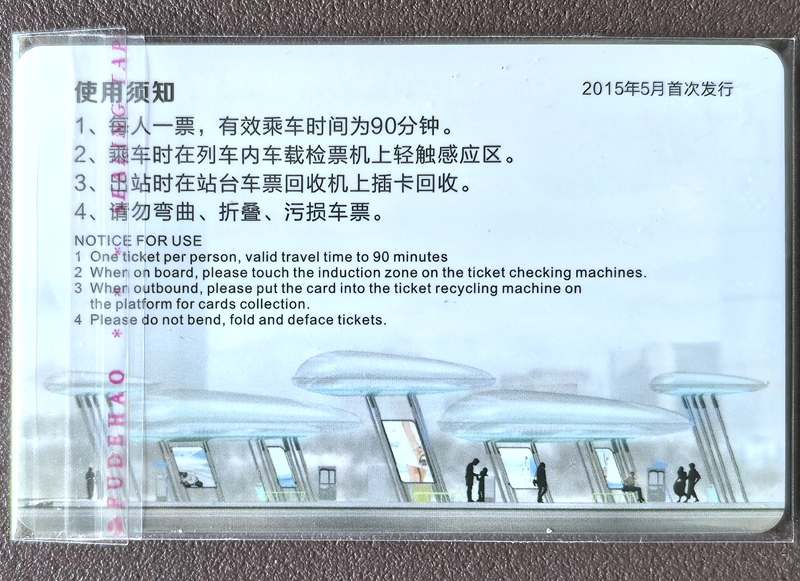 使用须知
2015年5月首次发行
1、每人一票，有效乘车时间为90分钟。
2、乘车时在列车内车载检票机上轻触感应区。
3、出站时在站台车票回收机上插卡回收。
4、请勿弯曲、折叠、污损车票。
NOTICE FOR USE
1 One ticket per person, valid travel time to 90 minutes
2 When on board, please touch the induction zone on the ticket checking machines.
3 When outbound, please put the card into the ticket recycling machine on
the platform for cards collection.
4 Please do not bend, fold and deface tickets.
PUDEHAO * * * SEALING TAP